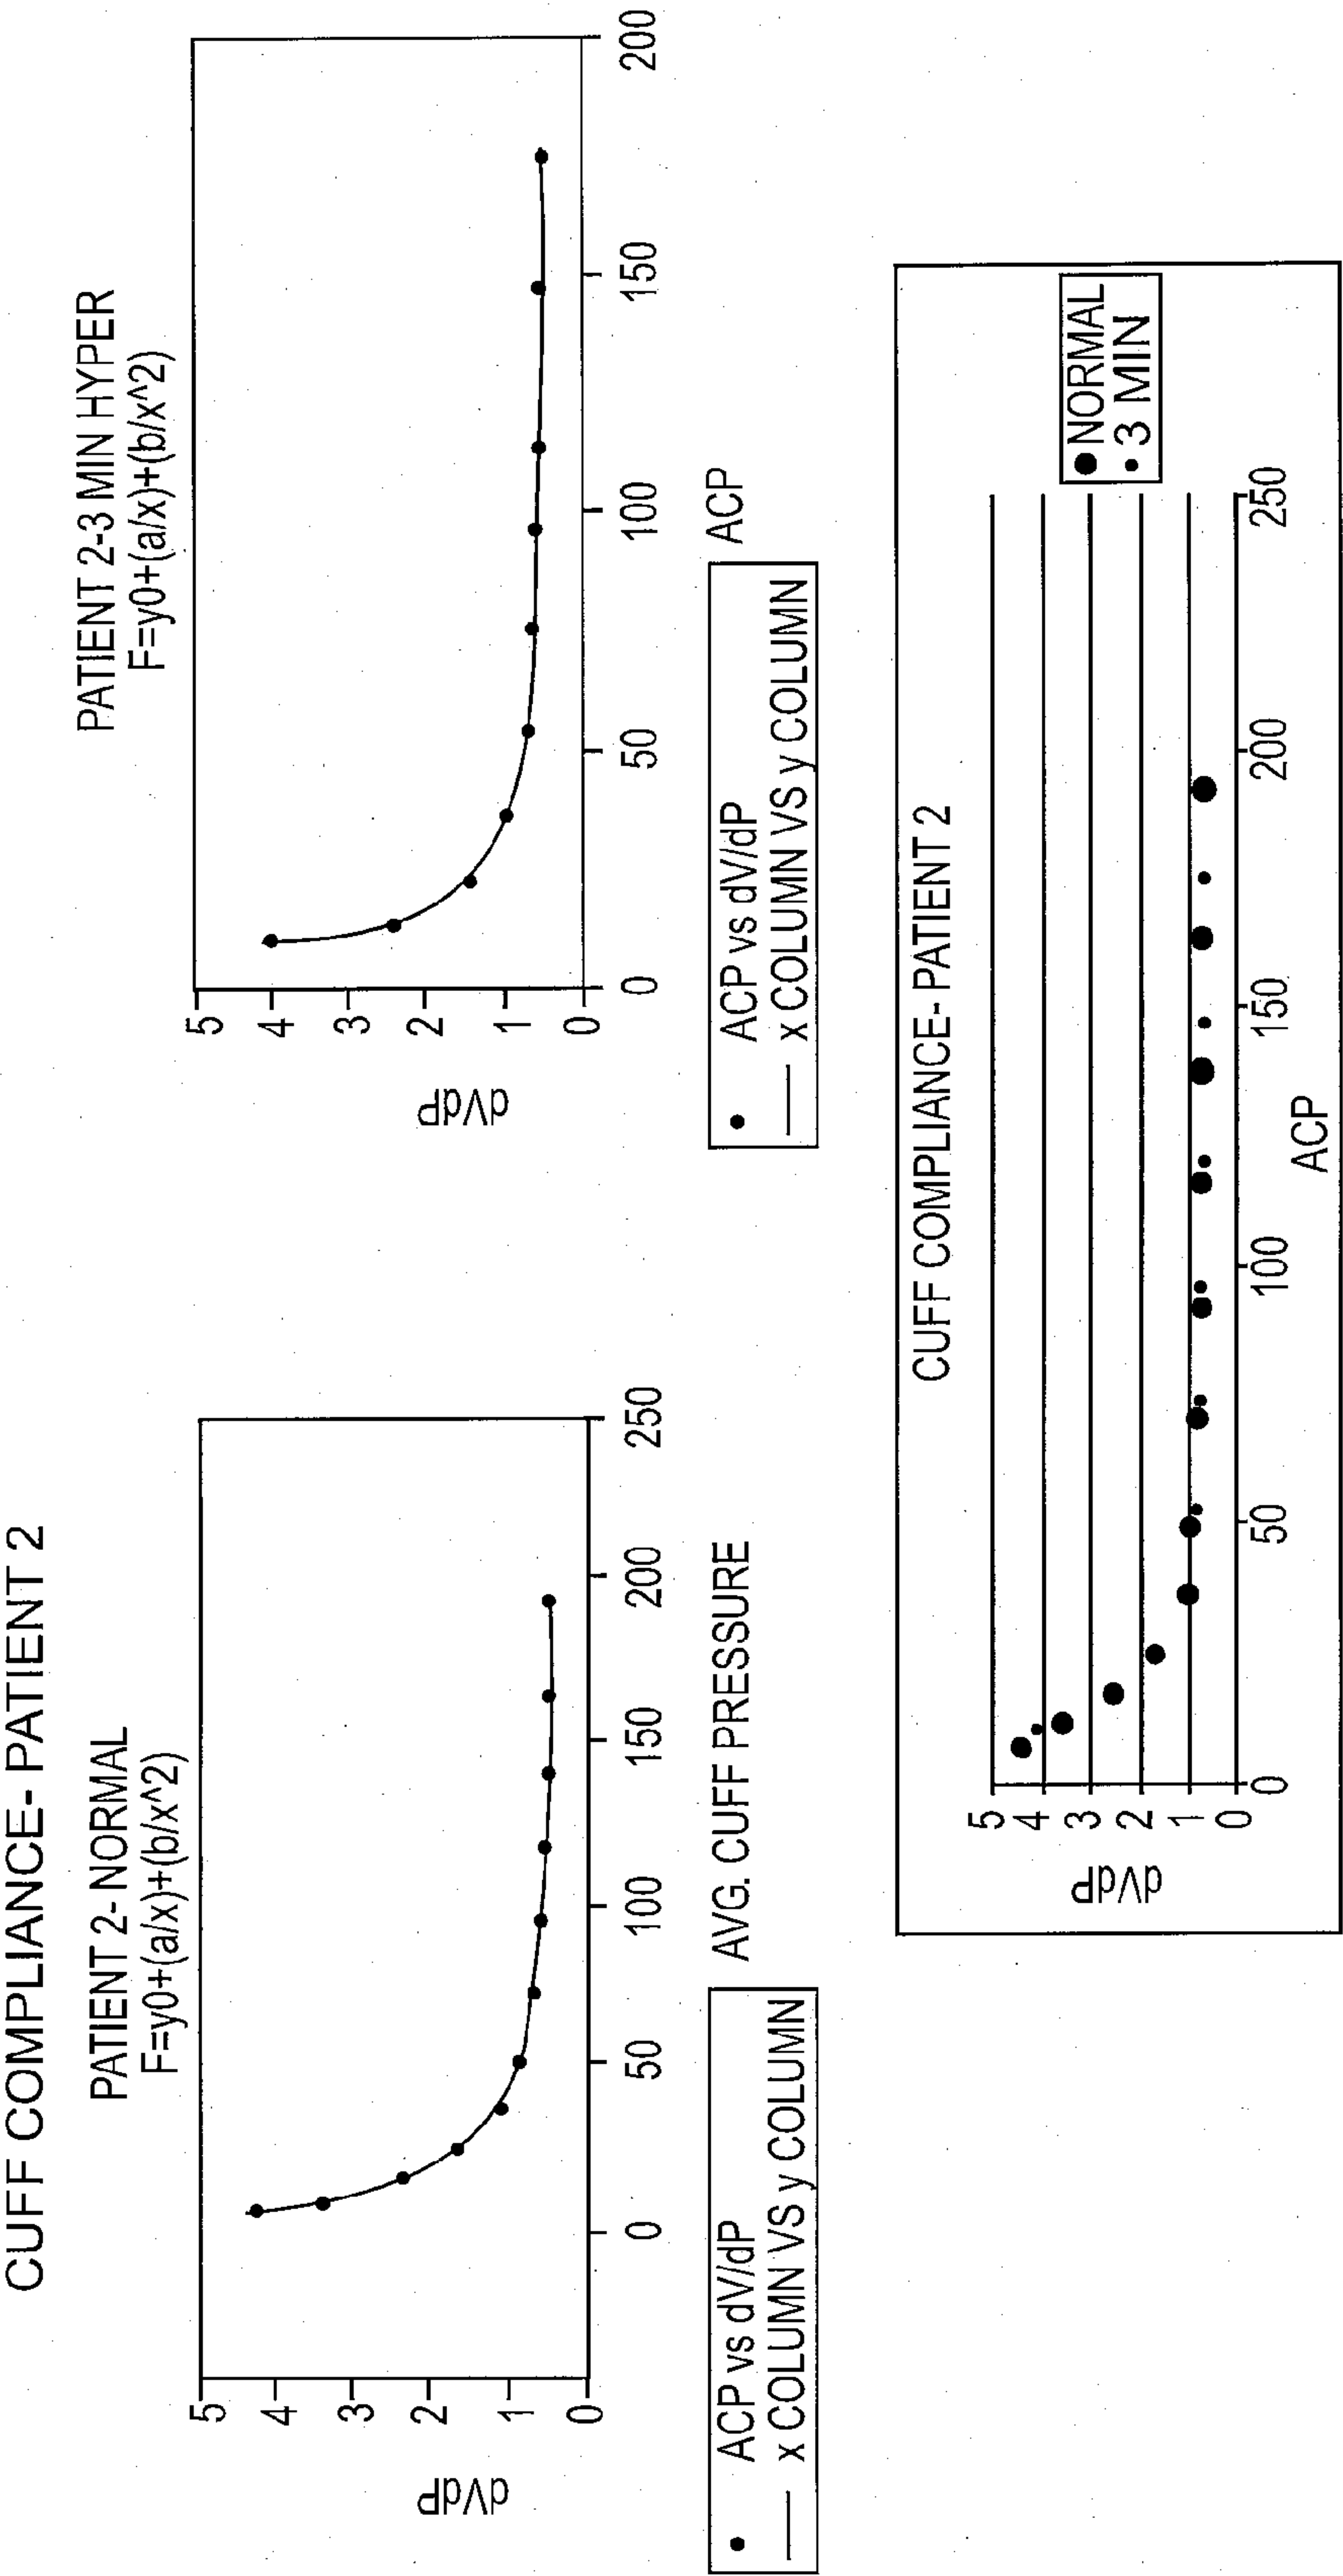 CUFF COMPLIANCE- PATIENT 2
PATIENT 2- NORMAL
F=y0+(a/x)+(b/x^2)
dVdP
5
4
3
2
1
0
0
50
100
150
200
250
AVG. CUFF PRESSURE
ACP vs dV/dP
x COLUMN VS y COLUMN
PATIENT 2-3 MIN HYPER
F=y0+(a/x)+(b/x^2)
dVdP
5
4
3
2
1
0
0
50
100
150
200
ACP
ACP vs dV/dP
x COLUMN VS y COLUMN
CUFF COMPLIANCE- PATIENT 2
dVdP
5
4
3
2
1
0
0
50
100
150
200
250
ACP
NORMAL
3 MIN